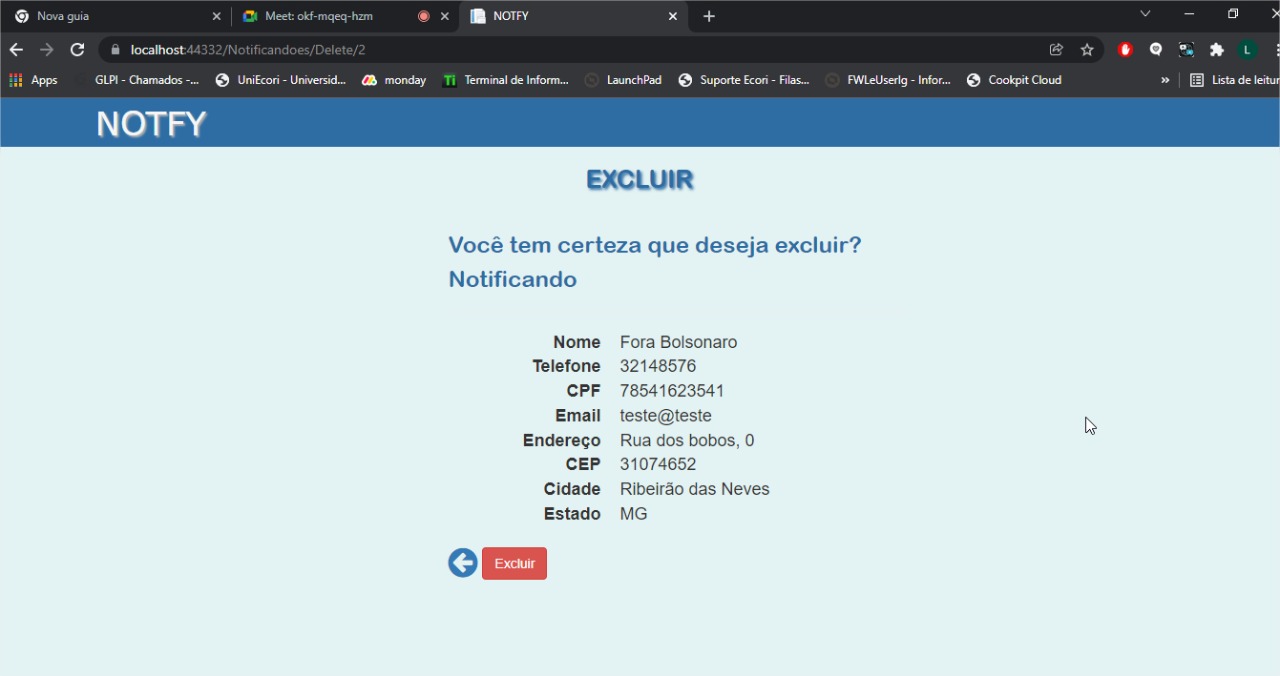 Nova guia
Meet: okf-mqeq-hzm
NOTFY
localhost:44332/Notificandoes/Delete/2
L
Apps
GLPI - Chamados -...
UniEcori - Universid...
monday
Ti Terminal de Inform...
LaunchPad
Suporte Ecori - Filas...
FWLeUserIg - Infor...
Cookpit Cloud
»
Lista de leitur
NOTFY
EXCLUIR
Você tem certeza que deseja excluir?
Notificando
Nome Fora Bolsonaro
Telefone 32148576
CPF 78541623541
Email teste@teste
Endereço Rua dos bobos, 0
CEP 31074652
Cidade Ribeirão das Neves
Estado MG
Excluir